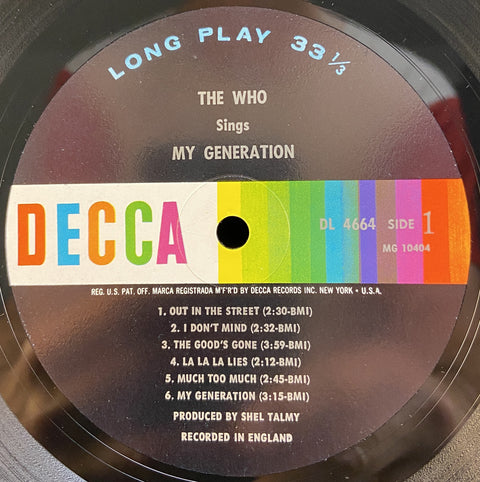 LONG PLAY 33 1/3
THE WHO
Sings
MY GENERATION
DECCA
DL 4664 SIDE 1
MG 10404
REG. U.S. PAT. OFF. MARCA REGISTRADA M'F'R'D BY DECCA RECORDS INC. NEW YORK • U.S.A.
1. OUT IN THE STREET (2:30-BMI)
2. I DON'T MIND (2:32-BMI)
3. THE GOOD'S GONE (3:59-BMI)
4. LA LA LA LIES (2:12-BMI)
5. MUCH TOO MUCH (2:45-BMI)
6. MY GENERATION (3:15-BMI)
PRODUCED BY SHEL TALMY
RECORDED IN ENGLAND